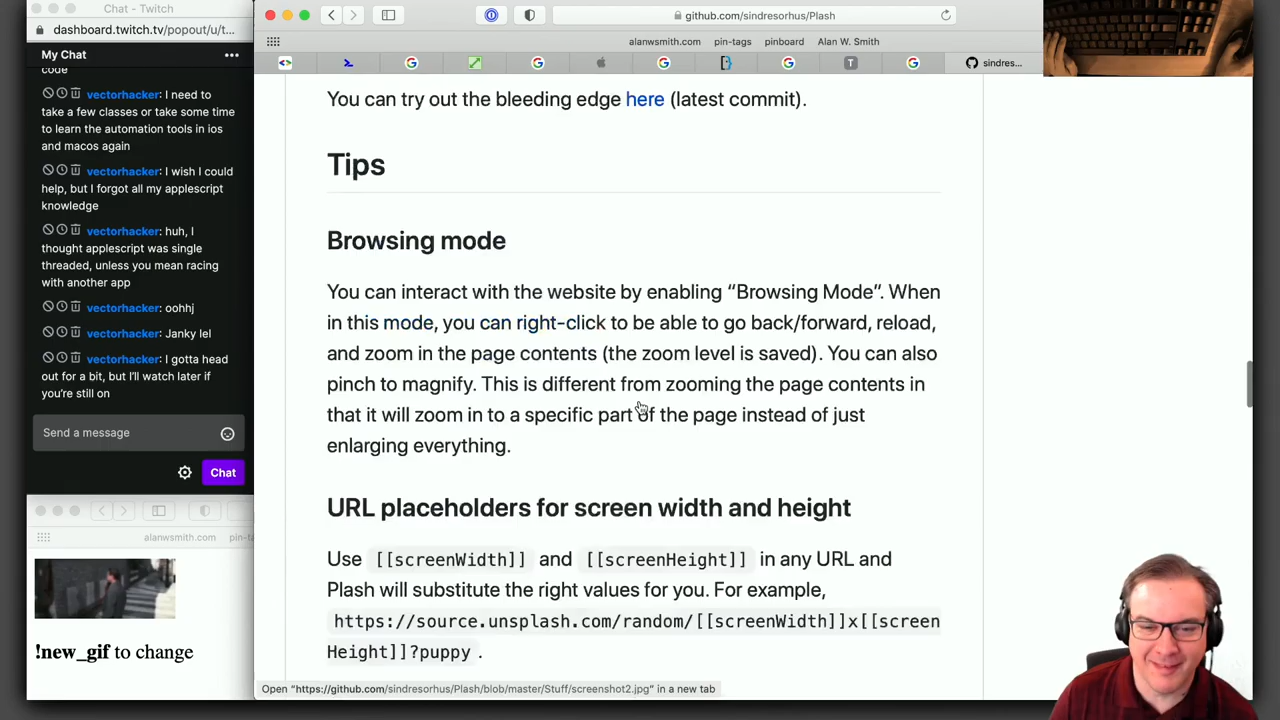 Chat - Twitch
dashboard.twitch.tv/popout/u/t...
My Chat
code
vectorhacker: I need to
take a few classes or take some time
to learn the automation tools in ios
and macos again
vectorhacker: I wish I could
help, but I forgot all my applescript
knowledge
vectorhacker: huh, I
thought applescript was single
threaded, unless you mean racing
with another app
vectorhacker: oohhj
vectorhacker: Janky lel
vectorhacker: I gotta head
out for a bit, but I'll watch later if
you're still on
Send a message
Chat
alanwsmith.com
pin-t
!new_gif to change
github.com/sindresorhus/Plash
alanwsmith.com
pin-tags
pinboard
Alan W. Smith
sindres...
You can try out the bleeding edge here (latest commit).
Tips
Browsing mode
You can interact with the website by enabling “Browsing Mode”. When
in this mode, you can right-click to be able to go back/forward, reload,
and zoom in the page contents (the zoom level is saved). You can also
pinch to magnify. This is different from zooming the page contents in
that it will zoom in to a specific part of the page instead of just
enlarging everything.
URL placeholders for screen width and height
Use [[screenWidth]] and [[screenHeight]] in any URL and
Plash will substitute the right values for you. For example,
https://source.unsplash.com/random/[[screenWidth]]x[[screen
Height]]?puppy .
Open “https://github.com/sindresorhus/Plash/blob/master/Stuff/screenshot2.jpg” in a new tab